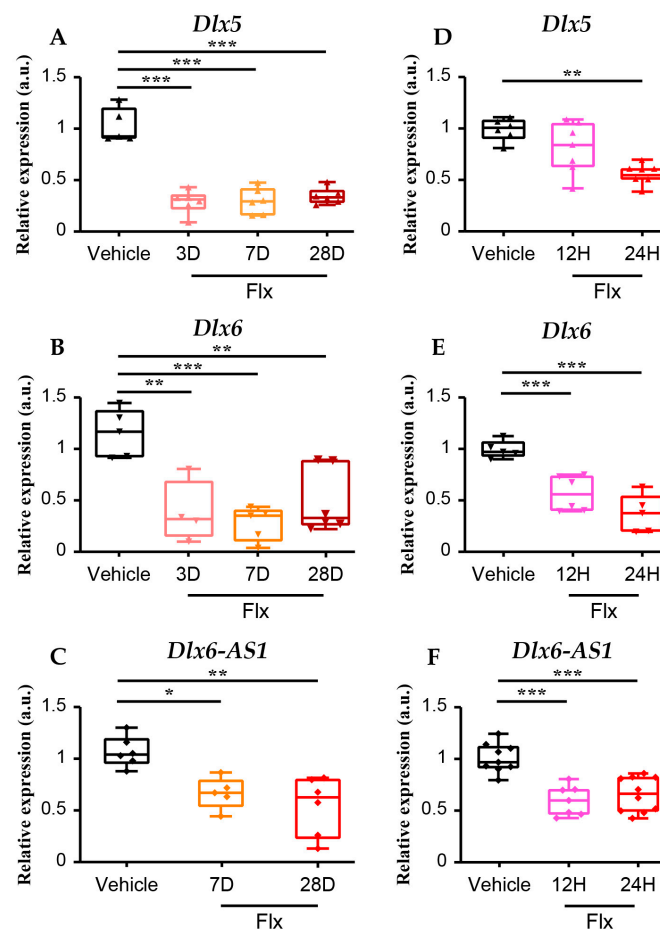 A
Dlx5
***
***
***
Relative expression (a.u.)
1.5
1
0.5
0
Vehicle 3D 7D 28D
Flx
D
Dlx5
**
Relative expression (a.u.)
1.5
1
0.5
0
Vehicle 12H 24H
Flx
B
Dlx6
**
***
**
Relative expression (a.u.)
1.5
1
0.5
0
Vehicle 3D 7D 28D
Flx
E
Dlx6
***
***
Relative expression (a.u.)
1.5
1
0.5
0
Vehicle 12H 24H
Flx
C
Dlx6-AS1
**
*
Relative expression (a.u.)
1.5
1
0.5
0
Vehicle 7D 28D
Flx
F
Dlx6-AS1
***
***
Relative expression (a.u.)
1.5
1
0.5
0
Vehicle 12H 24H
Flx